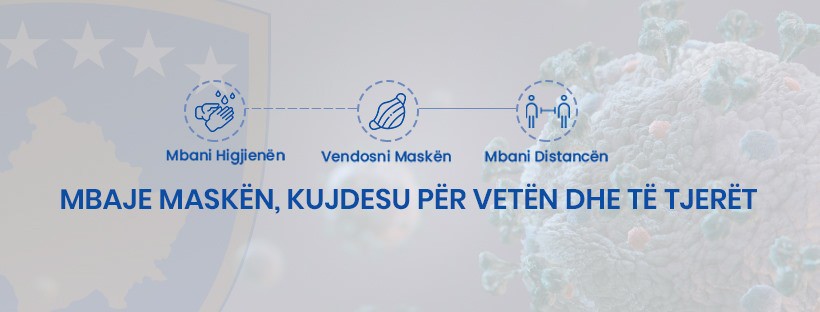 Mbani Higjienën
Vendosni Maskën
Mbani Distancën
MBAJE MASKËN, KUJDESU PËR VETËN DHE TË TJERËT